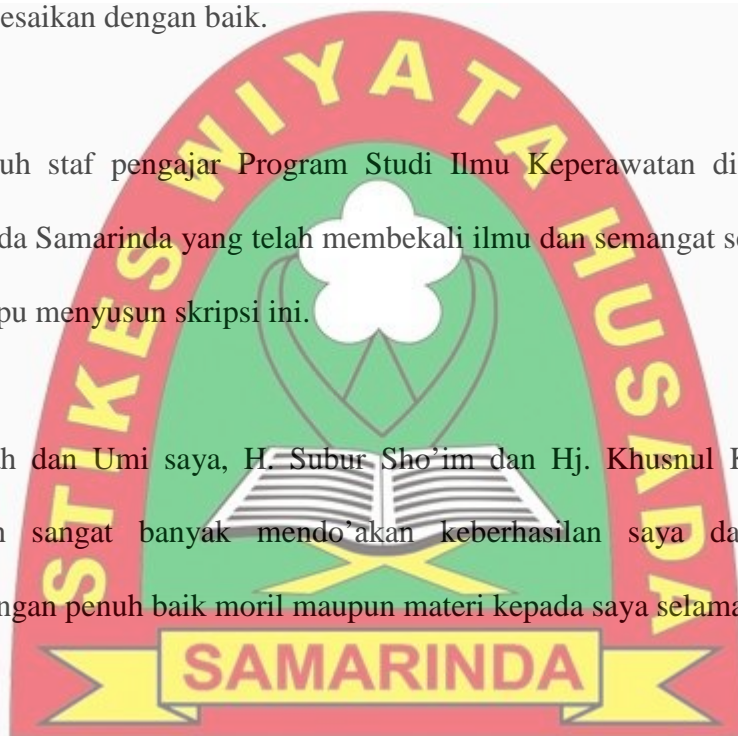 esaikan dengan baik.
uh staf pengajar Program Studi Ilmu Keperawatan di
da Samarinda yang telah membekali ilmu dan semangat se
pu menyusun skripsi ini.
h dan Umi saya, H. Subur Sho'im dan Hj. Khusnul K
n sangat banyak mendo'akan keberhasilan saya da
ngan penuh baik moril maupun materi kepada saya selama
STIKES WIYATA HUSADA
SAMARINDA